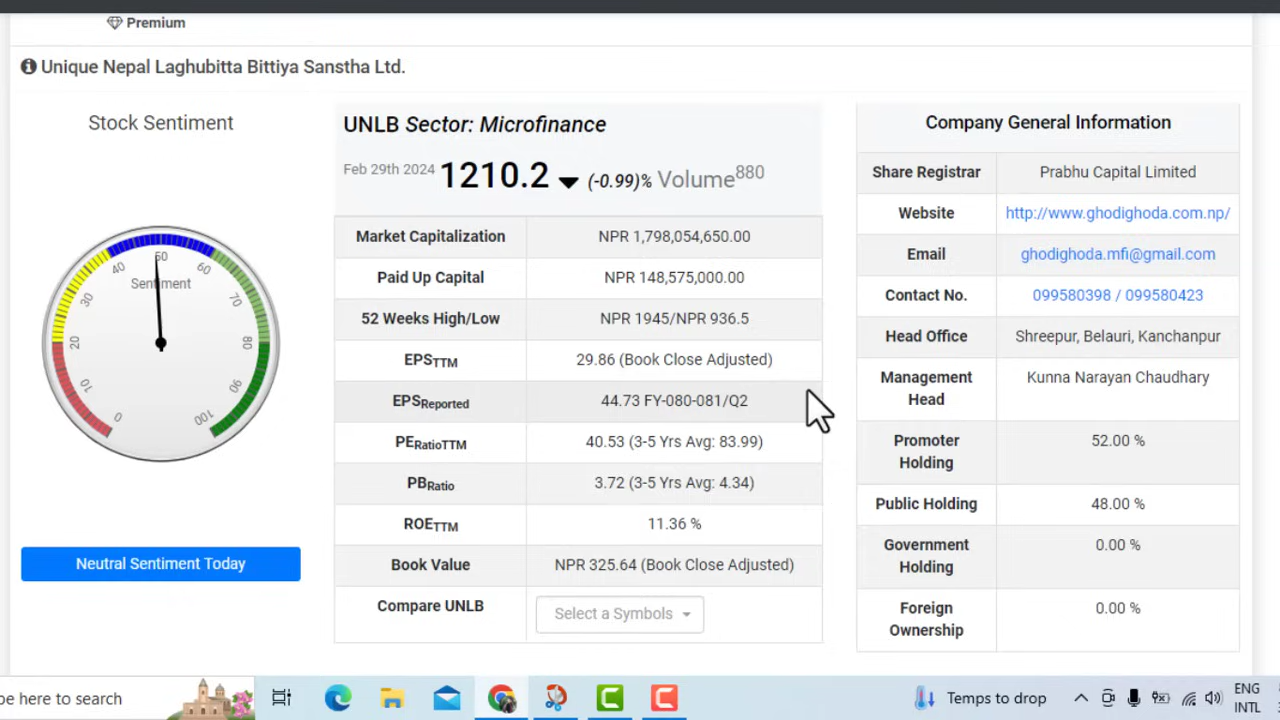 Premium
Unique Nepal Laghubitta Bittiya Sanstha Ltd.
Stock Sentiment
0
10
20
30
40
50
60
70
80
90
100
Sentiment
Neutral Sentiment Today
UNLB Sector: Microfinance
Feb 29th 2024 1210.2 (-0.99)% Volume880
Market Capitalization NPR 1,798,054,650.00
Paid Up Capital NPR 148,575,000.00
52 Weeks High/Low NPR 1945/NPR 936.5
EPSTTM 29.86 (Book Close Adjusted)
EPSReported 44.73 FY-080-081/Q2
PERatioTTM 40.53 (3-5 Yrs Avg: 83.99)
PBRatio 3.72 (3-5 Yrs Avg: 4.34)
ROETTM 11.36 %
Book Value NPR 325.64 (Book Close Adjusted)
Compare UNLB Select a Symbols
Company General Information
Share Registrar Prabhu Capital Limited
Website http://www.ghodighoda.com.np/
Email ghodighoda.mfi@gmail.com
Contact No. 099580398 / 099580423
Head Office Shreepur, Belauri, Kanchanpur
Management Kunna Narayan Chaudhary
Head
Promoter 52.00 %
Holding
Public Holding 48.00 %
Government 0.00 %
Holding
Foreign 0.00 %
Ownership
pe here to search
Temps to drop
ENG
INTL